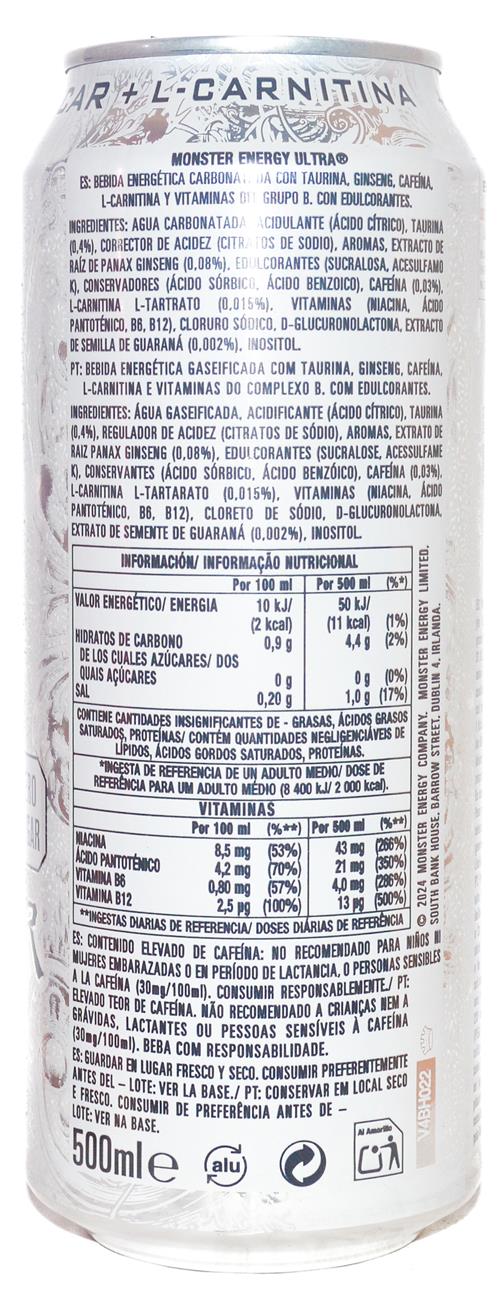 CAR + L-CARNITINA
MONSTER ENERGY ULTRA®
ES: BEBIDA ENERGÉTICA CON TAURINA, GINSENG, CAFEÍNA,
L-CARNITINA Y VITAMINAS GRUPO B. CON EDULCORANTES.
INGREDIENTES: AGUA CARBONATADA, ACIDULANTE (ÁCIDO CÍTRICO), TAURINA
(0,4%), CORRECTOR DE ACIDEZ (CITRATOS DE SODIO), AROMAS, EXTRACTO DE
RAÍZ DE PANAX GINSENG (0,08%), EDULCORANTES (SUCRALOSA, ACESULFAMO
K), CONSERVADORES (ÁCIDO SÓRBICO, ÁCIDO BENZOICO), CAFEÍNA (0,03%),
L-CARNITINA L-TARTRATO (0,015%), VITAMINAS (NIACINA, ÁCIDO
PANTOTÉNICO, B6, B12), CLORURO SÓDICO, D-GLUCURONOLACTONA, EXTRACTO
DE SEMILLA DE GUARANÁ (0,002%), INOSITOL.
PT: BEBIDA ENERGÉTICA GASEIFICADA COM TAURINA, GINSENG, CAFEÍNA,
L-CARNITINA E VITAMINAS DO COMPLEXO B. COM EDULCORANTES.
INGREDIENTES: ÁGUA GASEIFICADA, ACIDIFICANTE (ÁCIDO CÍTRICO), TAURINA
(0,4%), REGULADOR DE ACIDEZ (CITRATOS DE SÓDIO), AROMAS, EXTRATO DE
RAIZ PANAX GINSENG (0,08%), EDULCORANTES (SUCRALOSE, ACESSULFAME
K), CONSERVANTES (ÁCIDO SÓRBICO, ÁCIDO BENZÓICO), CAFEÍNA (0,03%),
L-CARNITINA L-TARTARATO (0,015%), VITAMINAS (NIACINA, ÁCIDO
PANTOTÉNICO, B6, B12), CLORETO DE SÓDIO, D-GLUCURONOLACTONA,
EXTRATO DE SEMENTE DE GUARANÁ (0,002%), INOSITOL.
INFORMACIÓN/ INFORMAÇÃO NUTRICIONAL
Por 100 ml Por 500 ml (%*)
VALOR ENERGÉTICO/ ENERGIA 10 kJ/ 50 kJ/
(2 kcal) (11 kcal) (1%)
HIDRATOS DE CARBONO 0,9 g 4,4 g (2%)
DE LOS CUALES AZÚCARES/ DOS
QUAIS AÇÚCARES 0 g 0 g (0%)
SAL 0,20 g 1,0 g (17%)
CONTIENE CANTIDADES INSIGNIFICANTES DE - GRASAS, ÁCIDOS GRASOS
SATURADOS, PROTEÍNAS/ CONTÉM QUANTIDADES NEGLIGENCIÁVEIS DE
LÍPIDOS, ÁCIDOS GORDOS SATURADOS, PROTEÍNAS.
*INGESTA DE REFERENCIA DE UN ADULTO MEDIO/ DOSE DE
REFERÊNCIA PARA UM ADULTO MÉDIO (8 400 kJ/ 2 000 kcal).
VITAMINAS
Por 100 ml (%**) Por 500 ml (%**)
NIACINA 8,5 mg (53%) 43 mg (266%)
ÁCIDO PANTOTÉNICO 4,2 mg (70%) 21 mg (350%)
VITAMINA B6 0,80 mg (57%) 4,0 mg (286%)
VITAMINA B12 2,5 µg (100%) 13 µg (500%)
**INGESTAS DIARIAS DE REFERENCIA/ DOSES DIÁRIAS DE REFERÊNCIA
© 2024 MONSTER ENERGY COMPANY. MONSTER ENERGY LIMITED.
SOUTH BANK HOUSE, BARROW STREET, DUBLIN 4, IRLANDA.
ES: CONTENIDO ELEVADO DE CAFEÍNA: NO RECOMENDADO PARA NIÑOS NI
MUJERES EMBARAZADAS O EN PERÍODO DE LACTANCIA, O PERSONAS SENSIBLES
A LA CAFEÍNA (30mg/100ml). CONSUMIR RESPONSABLEMENTE./ PT:
ELEVADO TEOR DE CAFEÍNA. NÃO RECOMENDADO A CRIANÇAS NEM A
GRÁVIDAS, LACTANTES OU PESSOAS SENSÍVEIS À CAFEÍNA
(30mg/100ml). BEBA COM RESPONSABILIDADE.
ES: GUARDAR EN LUGAR FRESCO Y SECO. CONSUMIR PREFERENTEMENTE
ANTES DEL – LOTE: VER LA BASE./ PT: CONSERVAR EM LOCAL SECO
E FRESCO. CONSUMIR DE PREFERÊNCIA ANTES DE –
LOTE: VER NA BASE.
V4BH022
500ml e
alu
Al Amarillo